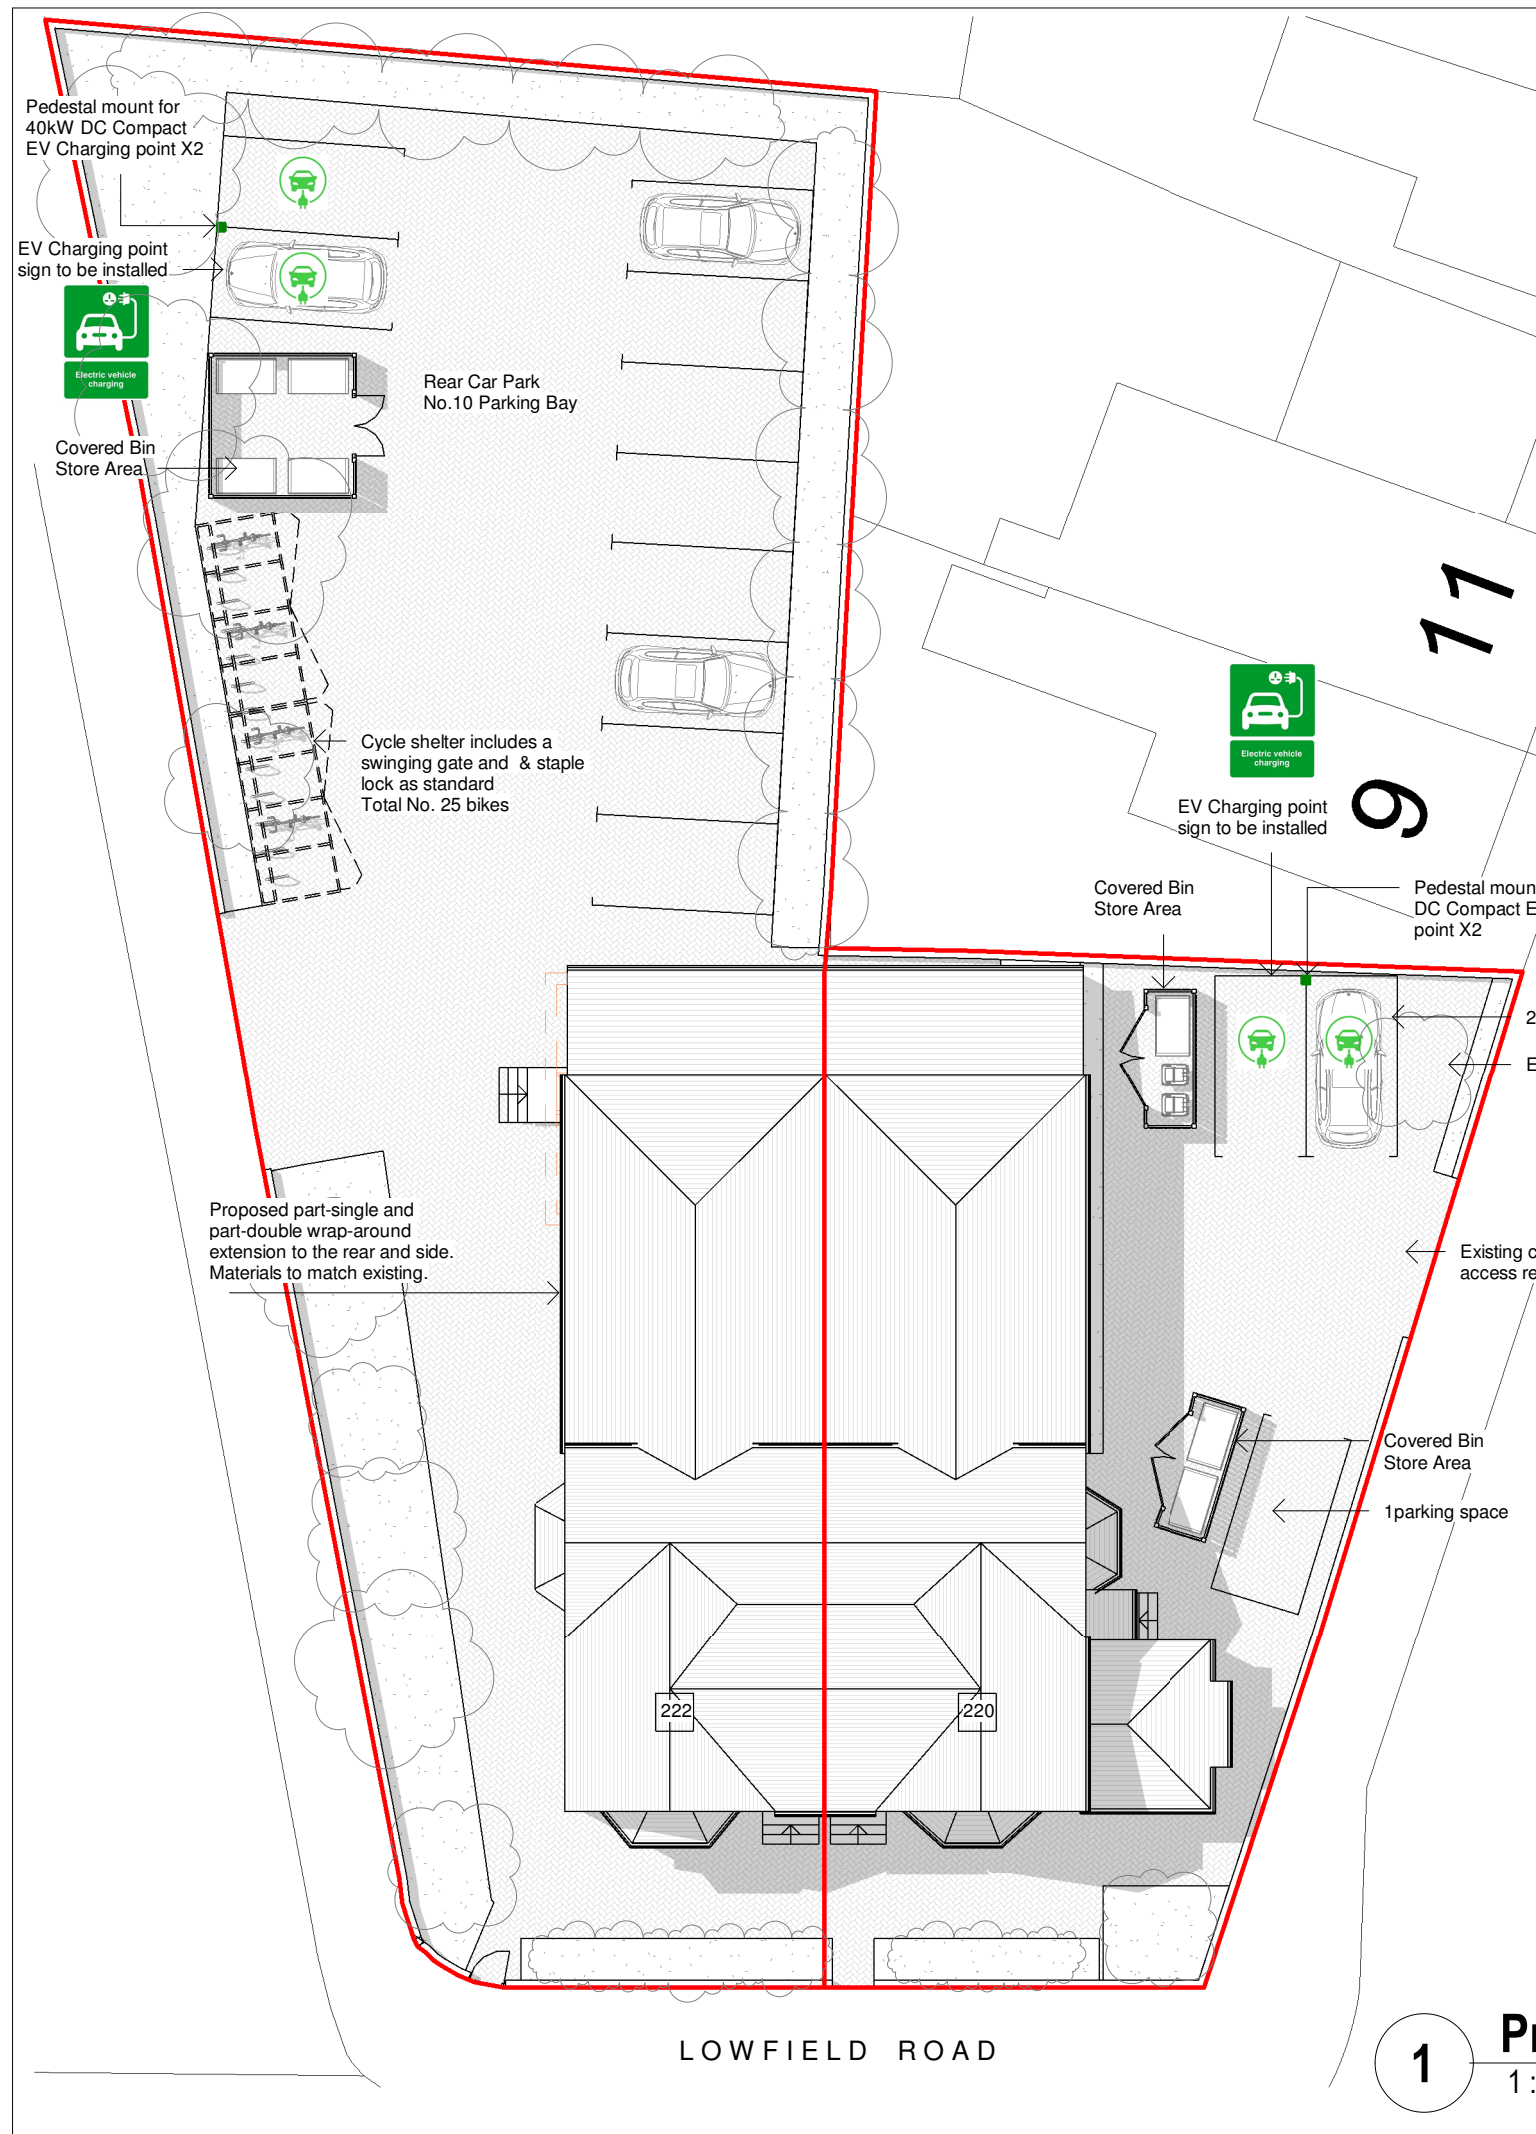 Pedestal mount for
40kW DC Compact
EV Charging point X2
EV Charging point
sign to be installed
Electric vehicle
charging
Covered Bin
Store Area
Rear Car Park
No.10 Parking Bay
Cycle shelter includes a
swinging gate and & staple
lock as standard
Total No. 25 bikes
11
9
Electric vehicle
charging
EV Charging point
sign to be installed
Covered Bin
Store Area
Pedestal moun
DC Compact E
point X2
2
E
Proposed part-single and
part-double wrap-around
extension to the rear and side.
Materials to match existing.
Existing c
access re
Covered Bin
Store Area
1parking space
222
220
LOWFIELD ROAD
1
1 :